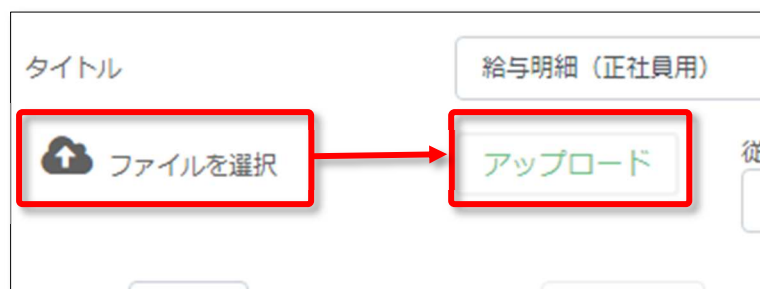 タイトル
給与明細（正社員用）
ファイルを選択
アップロード
従